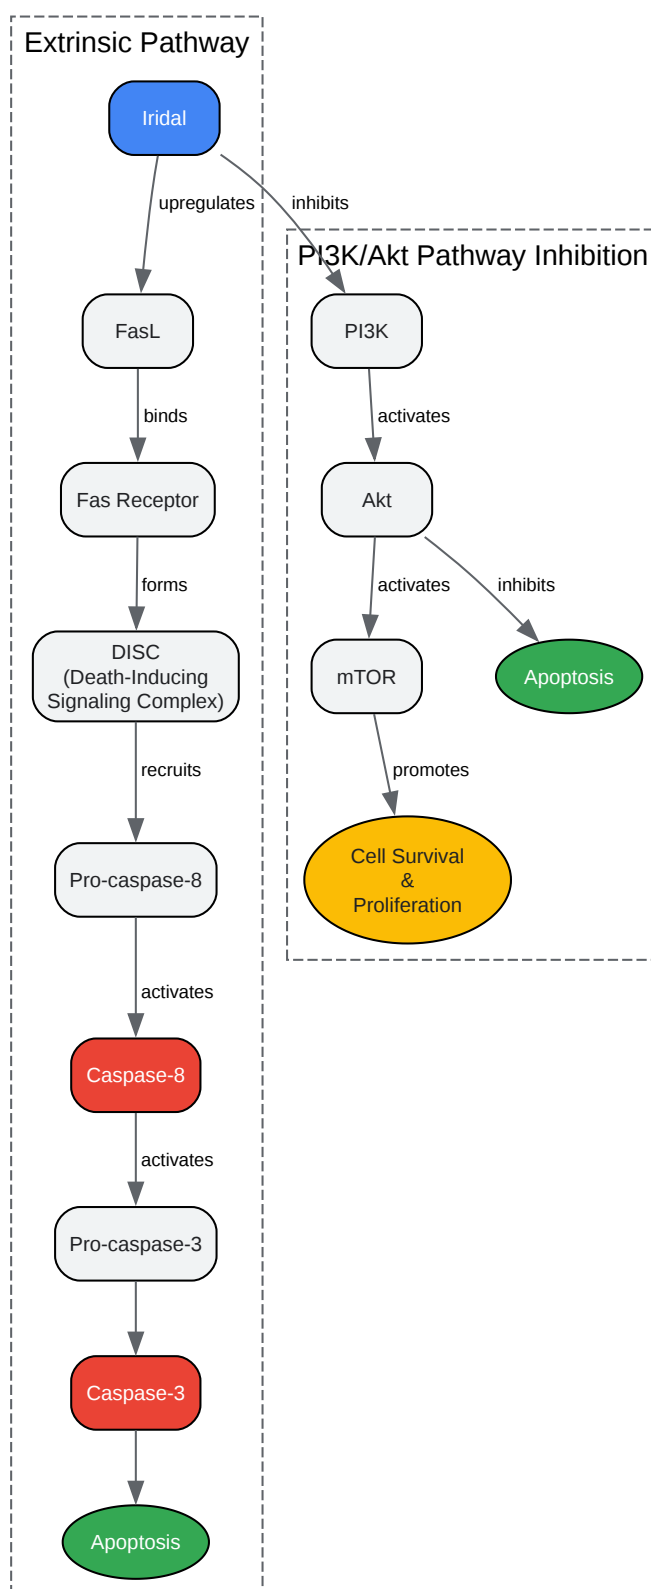 Extrinsic Pathway
Iridal
upregulates
inhibits
PI3K/Akt Pathway Inhibition
FasL
PI3K
binds
activates
Fas Receptor
Akt
forms
activates
inhibits
DISC
(Death-Inducing
Signaling Complex)
mTOR
Apoptosis
recruits
promotes
Pro-caspase-8
Cell Survival
&
Proliferation
activates
Caspase-8
activates
Pro-caspase-3
Caspase-3
Apoptosis